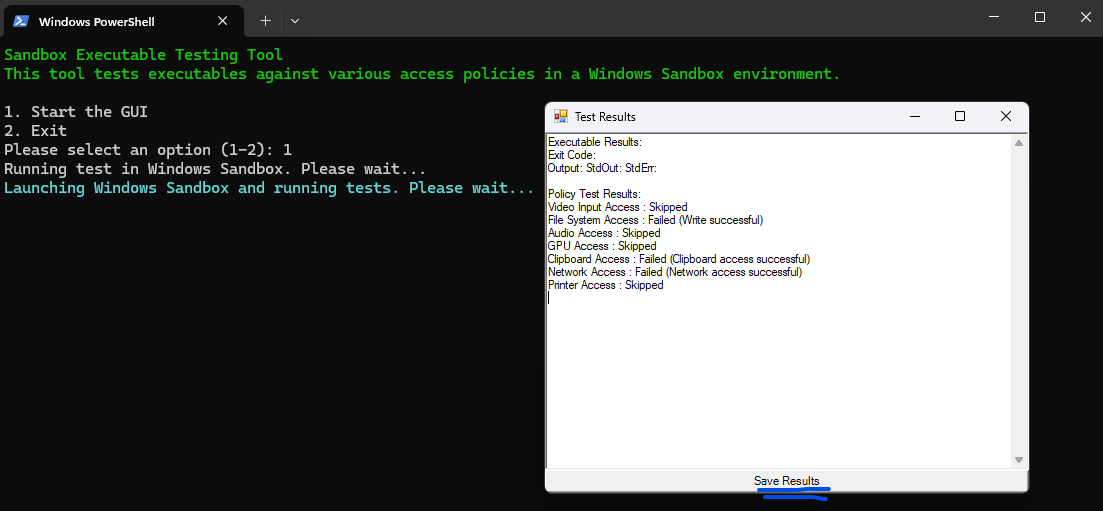 Windows PowerShell
Sandbox Executable Testing Tool
This tool tests executables against various access policies in a Windows Sandbox environment.
1. Start the GUI
2. Exit
Please select an option (1-2): 1
Running test in Windows Sandbox. Please wait...
Launching Windows Sandbox and running tests. Please wait...
Test Results
Executable Results:
Exit Code:
Output: StdOut: StdErr:
Policy Test Results:
Video Input Access : Skipped
File System Access : Failed (Write successful)
Audio Access : Skipped
GPU Access : Skipped
Clipboard Access : Failed (Clipboard access successful)
Network Access : Failed (Network access successful)
Printer Access : Skipped
Save Results